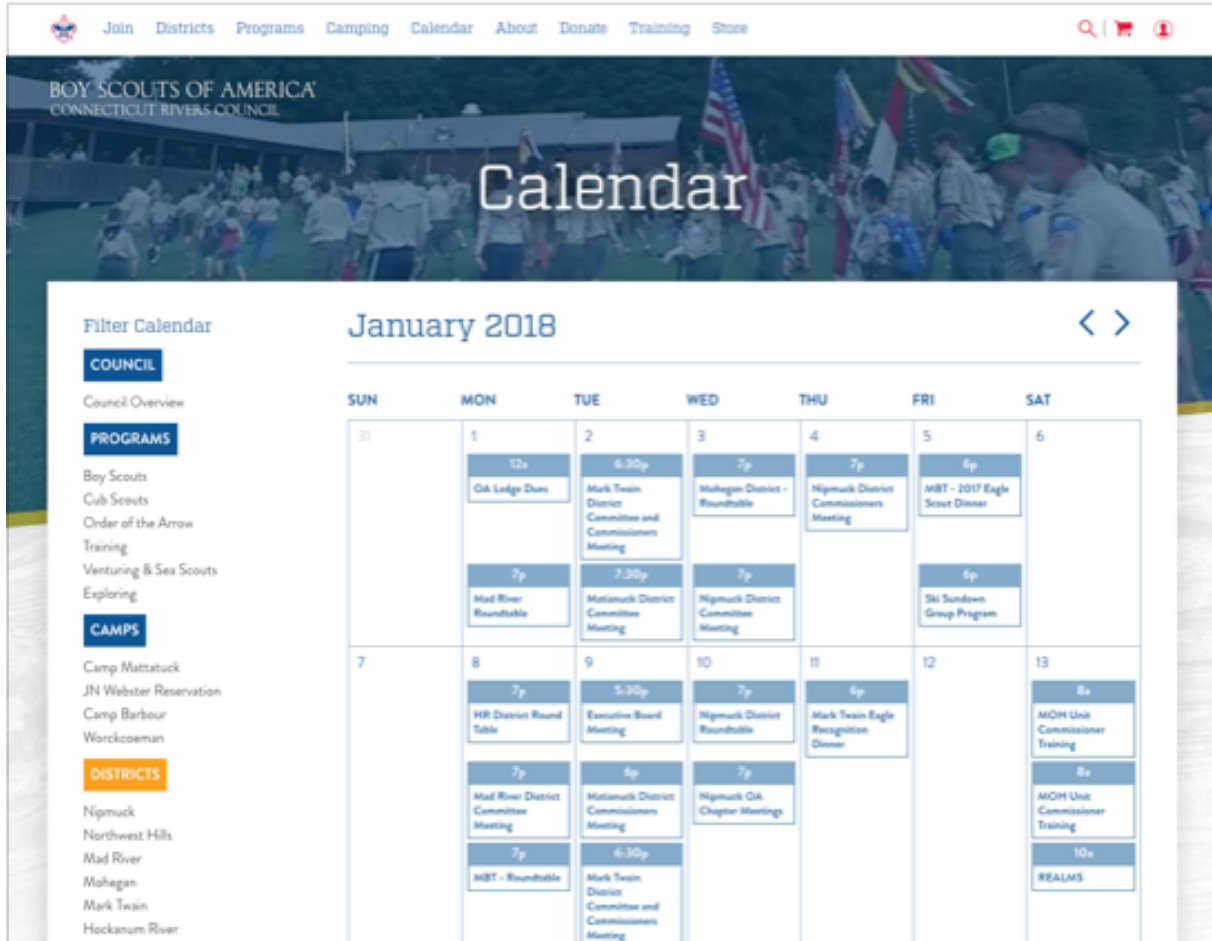 Join Districts Programs Camping Calendar About Donate Training Store
BOY SCOUTS OF AMERICA®
CONNECTICUT RIVERS COUNCIL
Calendar
Filter Calendar
COUNCIL
Council Overview
PROGRAMS
Boy Scouts
Cub Scouts
Order of the Arrow
Training
Venturing & Sea Scouts
Exploring
CAMPS
Camp Mattatuck
JN Webster Reservation
Camp Barbour
Worckcoeman
DISTRICTS
Nipmuck
Northwest Hills
Mad River
Mohegan
Mark Twain
Hockanum River
January 2018
SUN MON TUE WED THU FRI SAT
31
1
12a
OA Lodge Dues
7p
Mad River
Roundtable
2
6:30p
Mark Twain
District
Committee and
Commissioners
Meeting
7:30p
Matianuck District
Committee
Meeting
3
7p
Mohegan District -
Roundtable
7p
Nipmuck District
Committee
Meeting
4
7p
Nipmuck District
Commissioners
Meeting
5
6p
MBT - 2017 Eagle
Scout Dinner
6p
Ski Sundown
Group Program
6
7
8
7p
HR District Round
Table
7p
Mad River District
Committee
Meeting
7p
MBT - Roundtable
9
5:30p
Executive Board
Meeting
6p
Matianuck District
Commissioners
Meeting
6:30p
Mark Twain
District
Committee and
Commissioners
Meeting
10
7p
Nipmuck District
Roundtable
7p
Nipmuck OA
Chapter Meetings
11
6p
Mark Twain Eagle
Recognition
Dinner
12
13
8a
MOH Unit
Commissioner
Training
8a
MOH Unit
Commissioner
Training
10a
REALMS